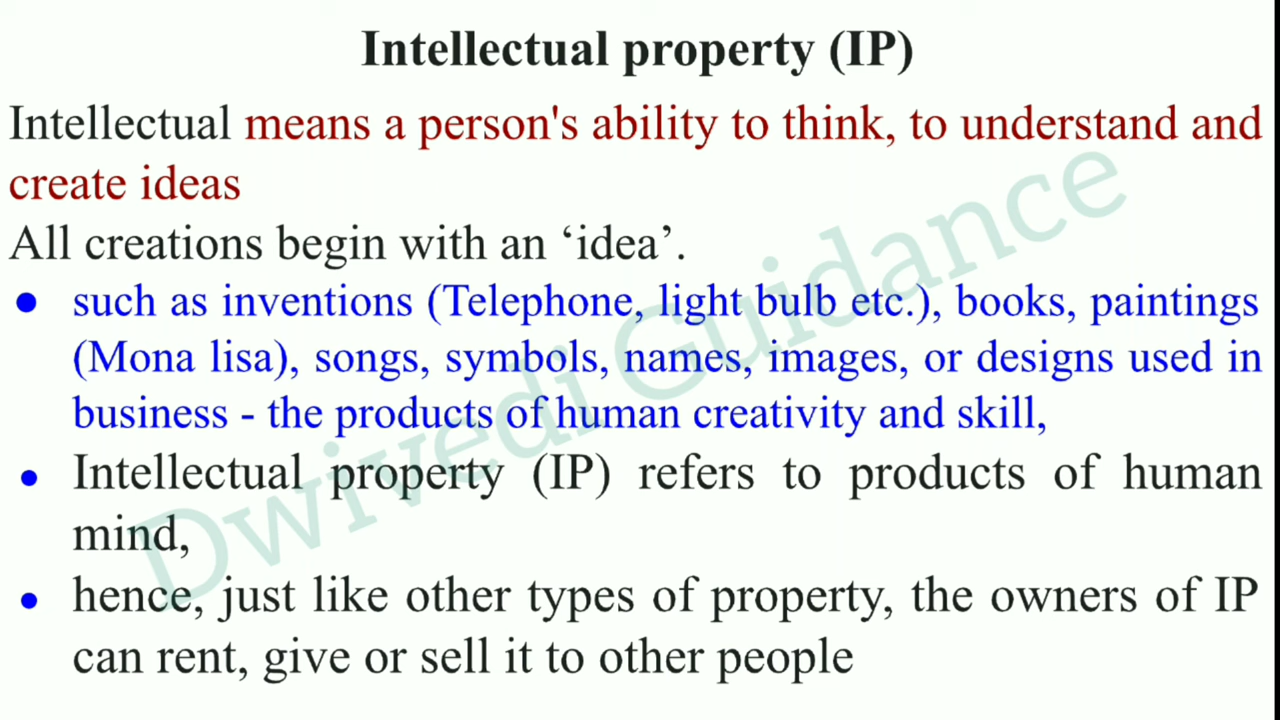 Intellectual property (IP)
Intellectual means a person's ability to think, to understand and
create ideas
All creations begin with an ‘idea’.
● such as inventions (Telephone, light bulb etc.), books, paintings
(Mona lisa), songs, symbols, names, images, or designs used in
business - the products of human creativity and skill,
● Intellectual property (IP) refers to products of human
mind,
● hence, just like other types of property, the owners of IP
can rent, give or sell it to other people
Dwivedi Guidance